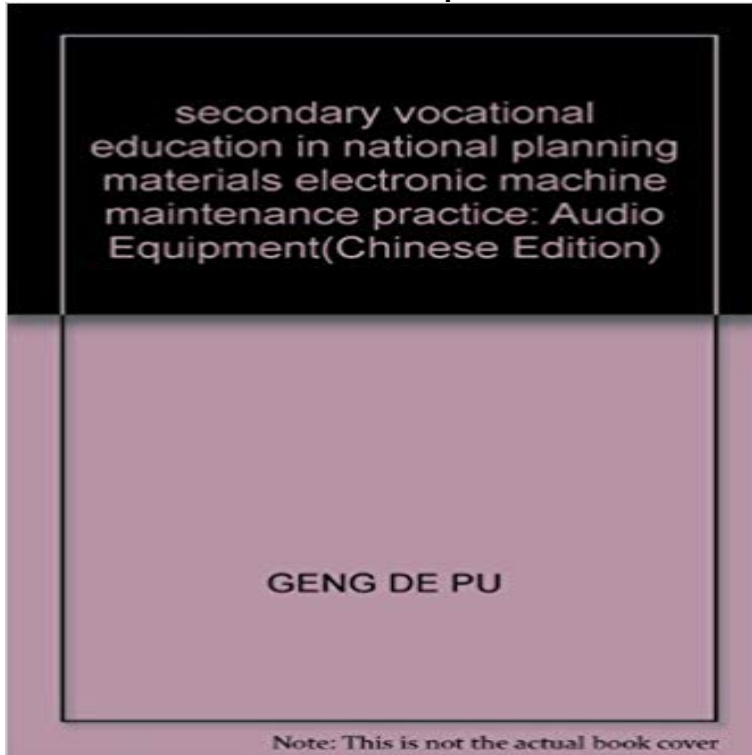 secondary vocational
education in national planning
materials electronic machine
maintenance practice: Audio
Equipment(Chinese Edition)
GENG DE PU
Note: This is not the actual book cover